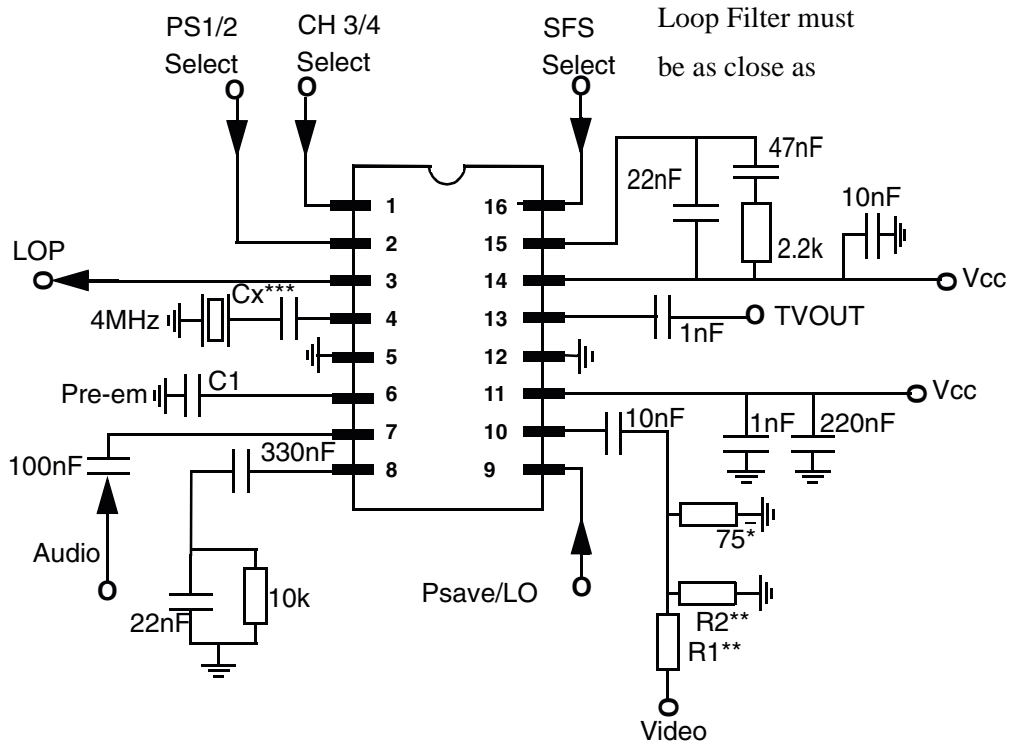 PS1/2
Select
CH 3/4
Select
SFS
Select
Loop Filter must
be as close as
47nF
22nF
10nF
2.2k
1
2
3
4
5
6
7
8
16
15
14
13
12
11
10
9
LOP
Cx***
4MHz
Vcc
1nF
TVOUT
C1
Pre-em
Vcc
10nF
1nF
220nF
330nF
100nF
75*
Audio
10k
22nF
Psave/LO
R2**
R1**
Video